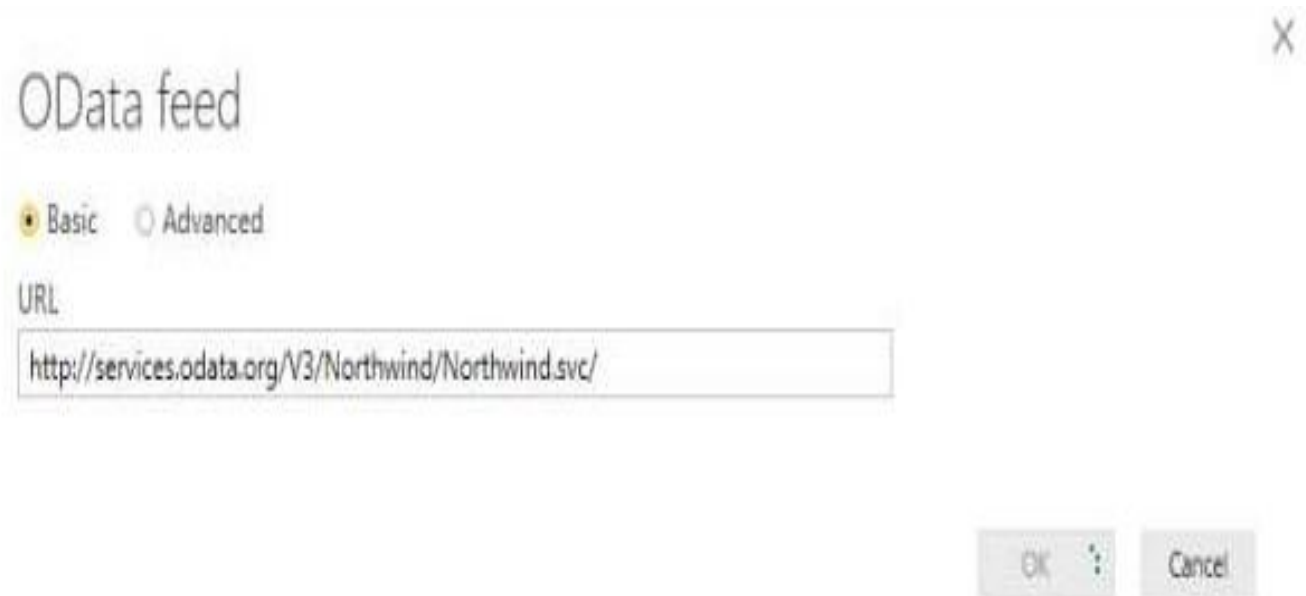 OData feed
Basic Advanced
URL
http://services.odata.org/V3/Northwind/Northwind.svc/
OK Cancel